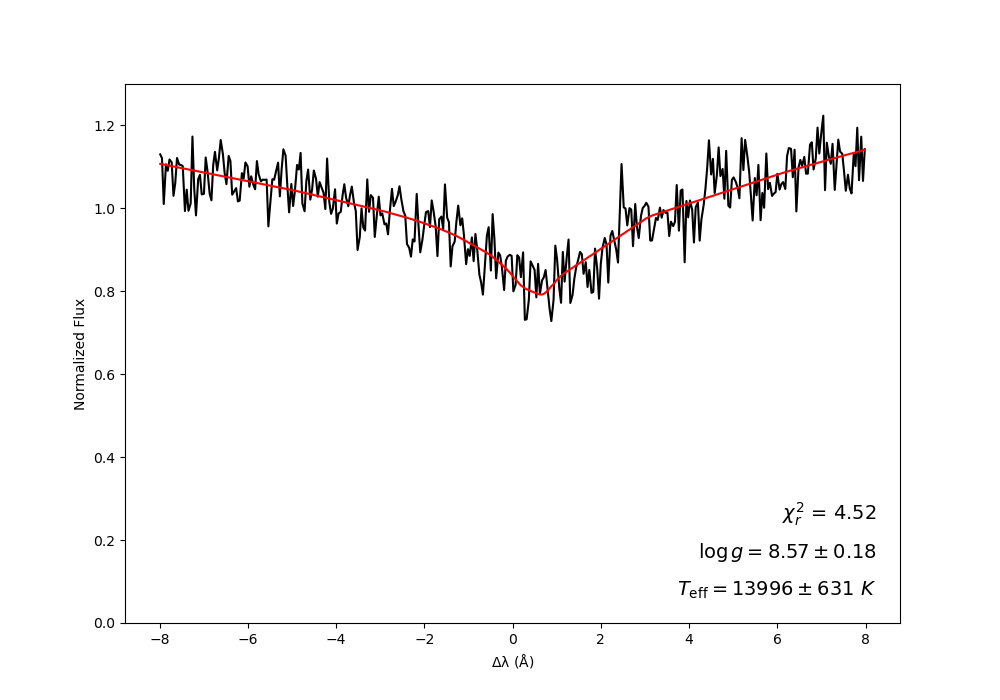 1.2
1.0
0.8
0.6
0.4
0.2
0.0
Normalized Flux
χ²ᵣ = 4.52
log g = 8.57 ± 0.18
T_eff = 13996 ± 631 K
−8 −6 −4 −2 0 2 4 6 8
Δλ (Å)